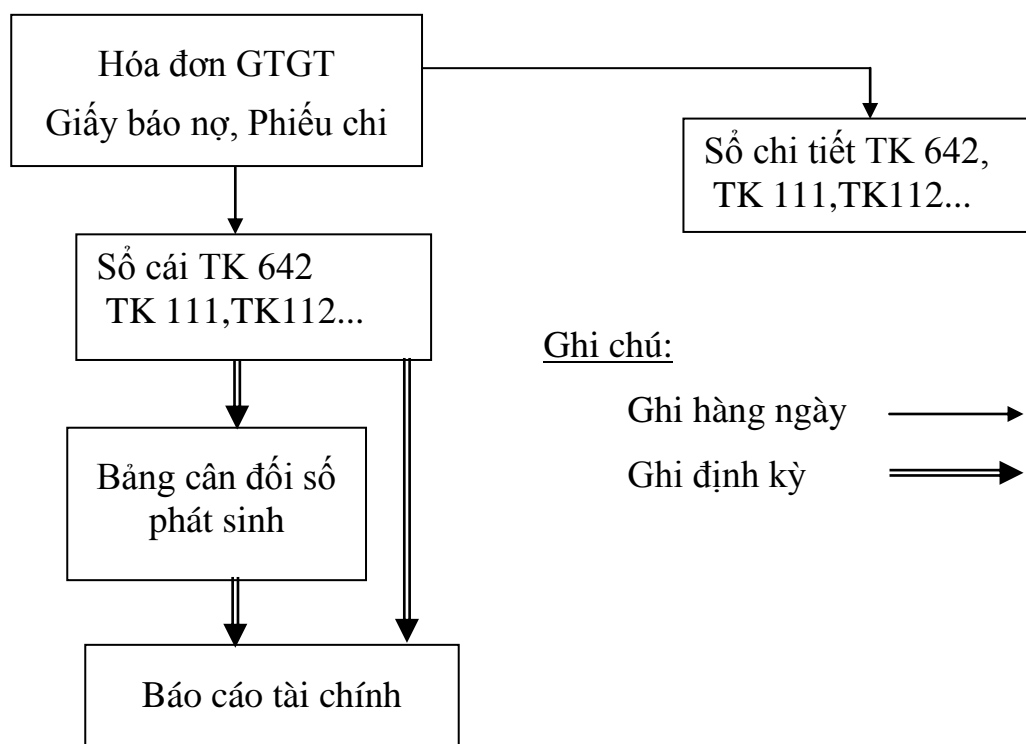 Hóa đơn GTGT
Giấy báo nợ, Phiếu chi
Sổ chi tiết TK 642,
TK 111,TK112...
Sổ cái TK 642
TK 111,TK112...
Ghi chú:
Ghi hàng ngày
Ghi định kỳ
Bảng cân đối số
phát sinh
Báo cáo tài chính